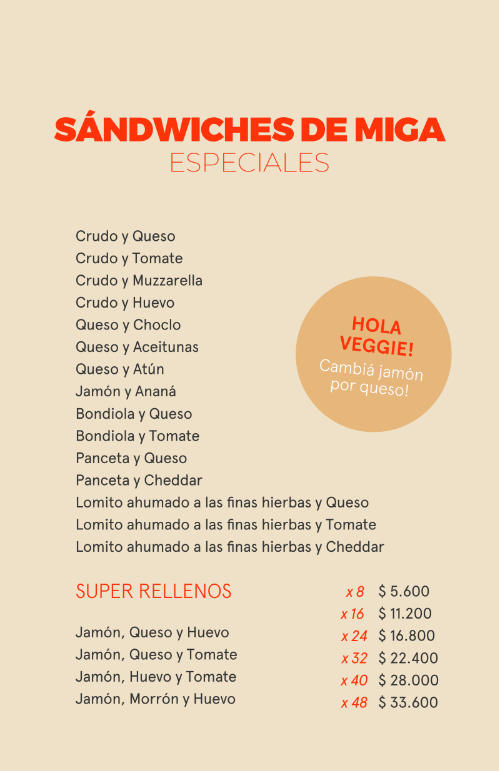 SÁNDWICHES DE MIGA
ESPECIALES
Crudo y Queso
Crudo y Tomate
Crudo y Muzzarella
Crudo y Huevo
Queso y Choclo
Queso y Aceitunas
Queso y Atún
Jamón y Ananá
Bondiola y Queso
Bondiola y Tomate
Panceta y Queso
Panceta y Cheddar
Lomito ahumado a las finas hierbas y Queso
Lomito ahumado a las finas hierbas y Tomate
Lomito ahumado a las finas hierbas y Cheddar
HOLA
VEGGIE!
Cambiá jamón
por queso!
SUPER RELLENOS
Jamón, Queso y Huevo
Jamón, Queso y Tomate
Jamón, Huevo y Tomate
Jamón, Morrón y Huevo
x 8 $ 5.600
x 16 $ 11.200
x 24 $ 16.800
x 32 $ 22.400
x 40 $ 28.000
x 48 $ 33.600